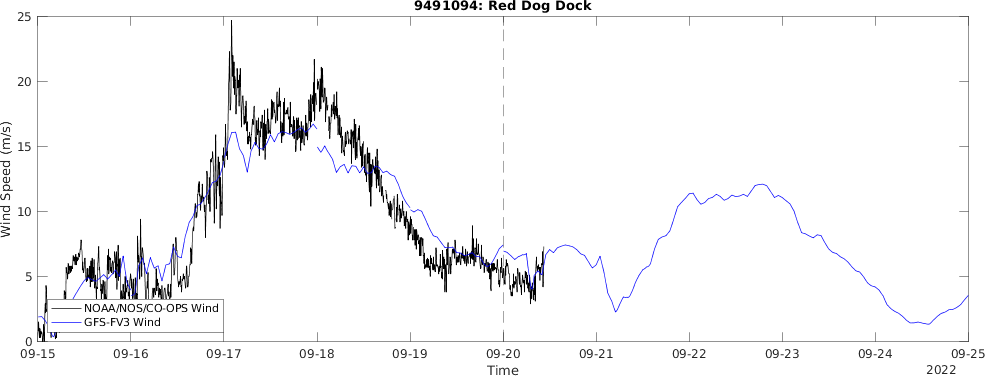 9491094: Red Dog Dock
Wind Speed (m/s)
25
20
15
10
5
0
NOAA/NOS/CO-OPS Wind
GFS-FV3 Wind
09-15 09-16 09-17 09-18 09-19 09-20 09-21 09-22 09-23 09-24 09-25
Time
2022